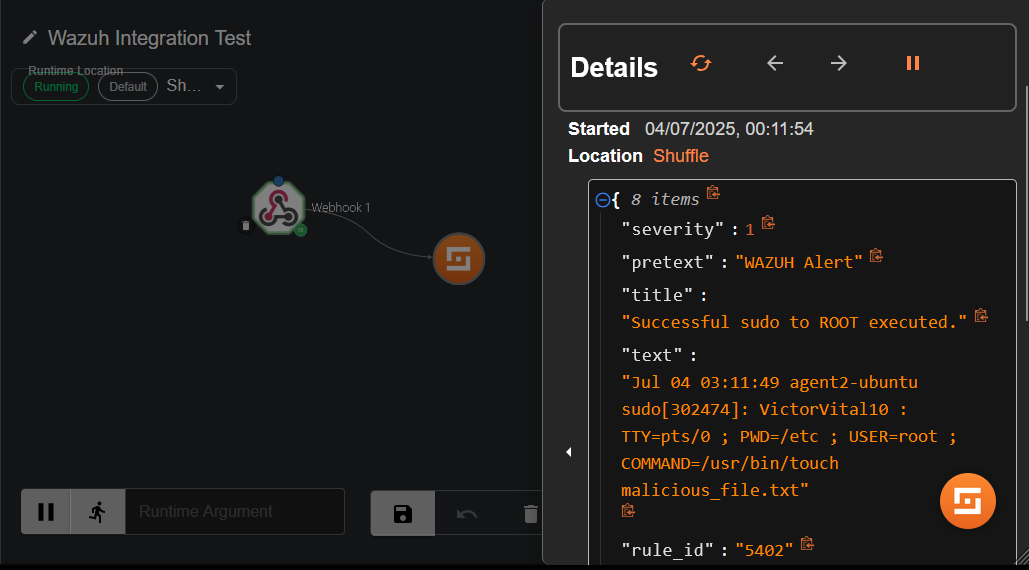 Wazuh Integration Test
Runtime Location
Running
Default
Sh...
Webhook 1
Runtime Argument
Details
Started 04/07/2025, 00:11:54
Location Shuffle
{ 8 items
"severity" : 1
"pretext" : "WAZUH Alert"
"title" :
"Successful sudo to ROOT executed."
"text" :
"Jul 04 03:11:49 agent2-ubuntu
sudo[302474]: VictorVital10 :
TTY=pts/0 ; PWD=/etc ; USER=root ;
COMMAND=/usr/bin/touch
malicious_file.txt"
"rule_id" : "5402"